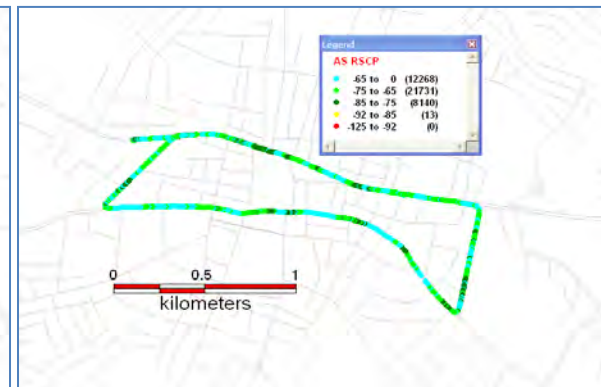 Legend
AS RSCP
-65 to 0 (12268)
-75 to -65 (21731)
-85 to -75 (8140)
-92 to -85 (13)
-125 to -92 (0)
0 0.5 1
kilometers